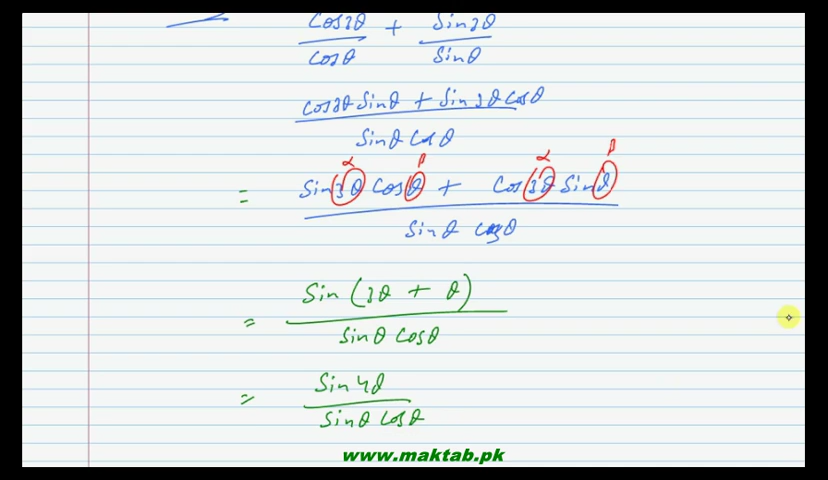 Cos3θ/Cosθ + Sin3θ/Sinθ
Cos3θ Sinθ + Sin3θ Cosθ / Sinθ Cosθ
α β α β
= Sin3θ Cosθ + Cos3θ Sinθ / Sinθ Cosθ
= Sin (3θ + θ) / Sinθ Cosθ
= Sin4θ / Sinθ Cosθ
www.maktab.pk